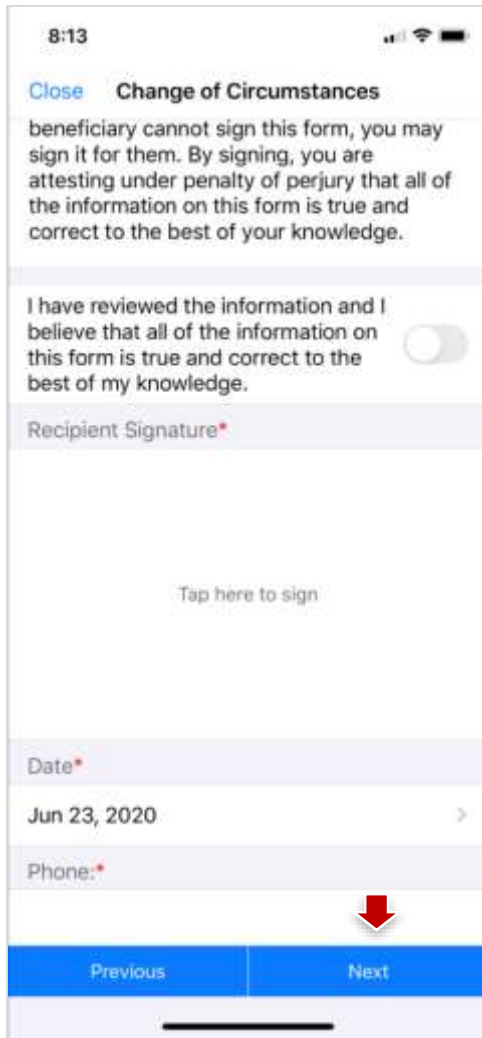 8:13
Close Change of Circumstances
beneficiary cannot sign this form, you may
sign it for them. By signing, you are
attesting under penalty of perjury that all of
the information on this form is true and
correct to the best of your knowledge.
I have reviewed the information and I
believe that all of the information on
this form is true and correct to the
best of my knowledge.
Recipient Signature*
Tap here to sign
Date*
Jun 23, 2020
Phone:*
Previous Next